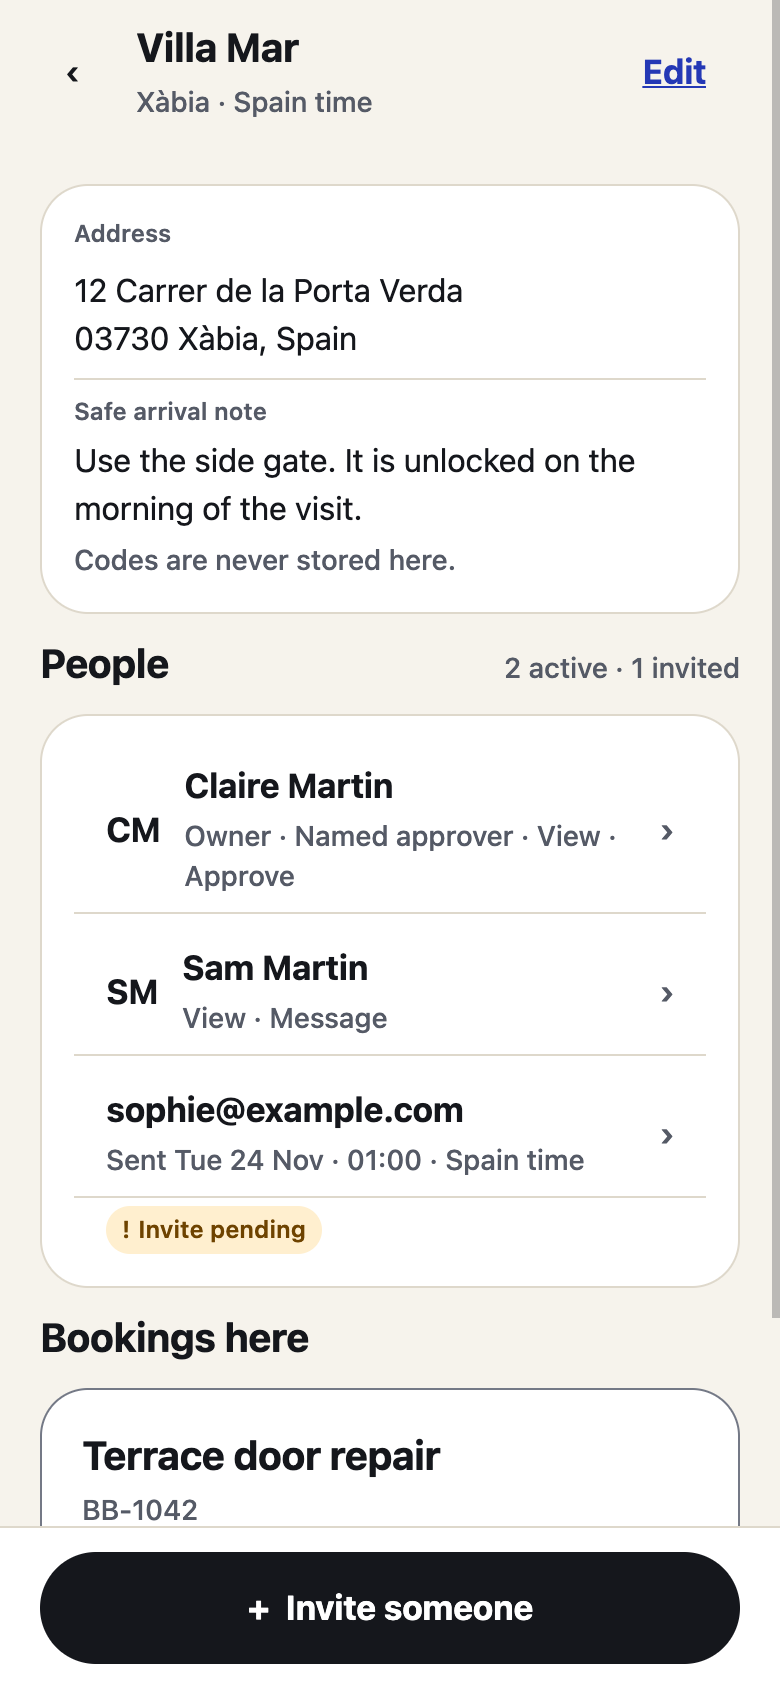 ‹
Villa Mar
Xàbia · Spain time
Edit
Address
12 Carrer de la Porta Verda
03730 Xàbia, Spain
Safe arrival note
Use the side gate. It is unlocked on the
morning of the visit.
Codes are never stored here.
People
2 active · 1 invited
CM
Claire Martin
Owner · Named approver · View ·
Approve
›
SM
Sam Martin
View · Message
›
sophie@example.com
Sent Tue 24 Nov · 01:00 · Spain time
›
! Invite pending
Bookings here
Terrace door repair
BB-1042
+ Invite someone